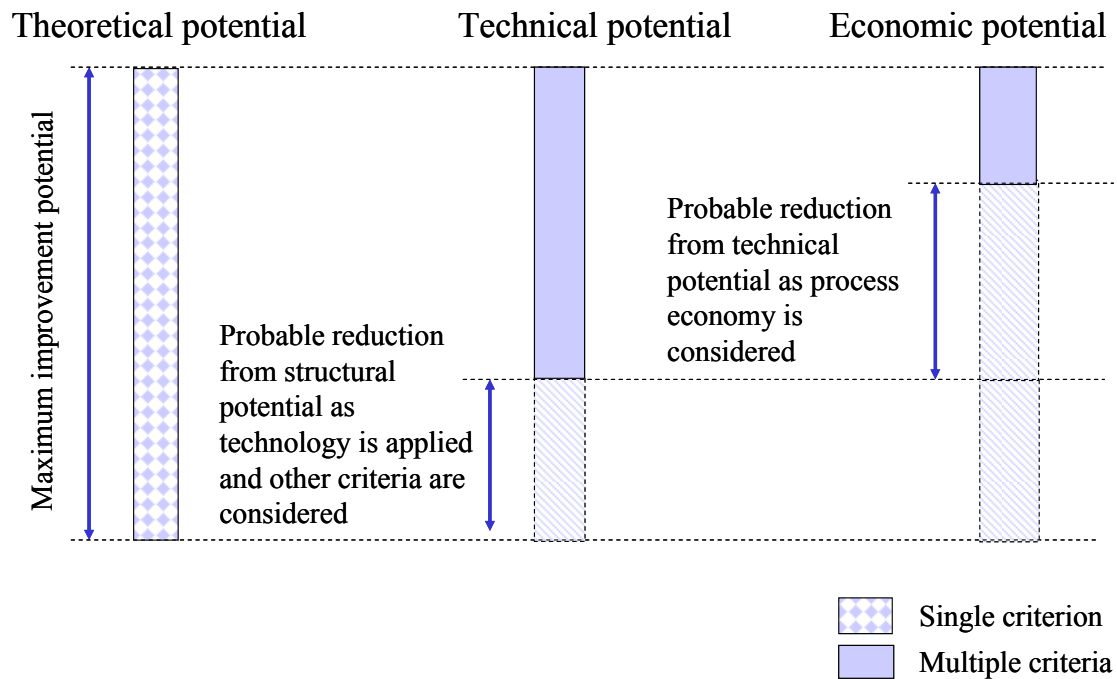 Theoretical potential
Technical potential
Economic potential
Maximum improvement potential
Probable reduction
from structural
potential as
technology is applied
and other criteria are
considered
Probable reduction
from technical
potential as process
economy is
considered
Single criterion
Multiple criteria